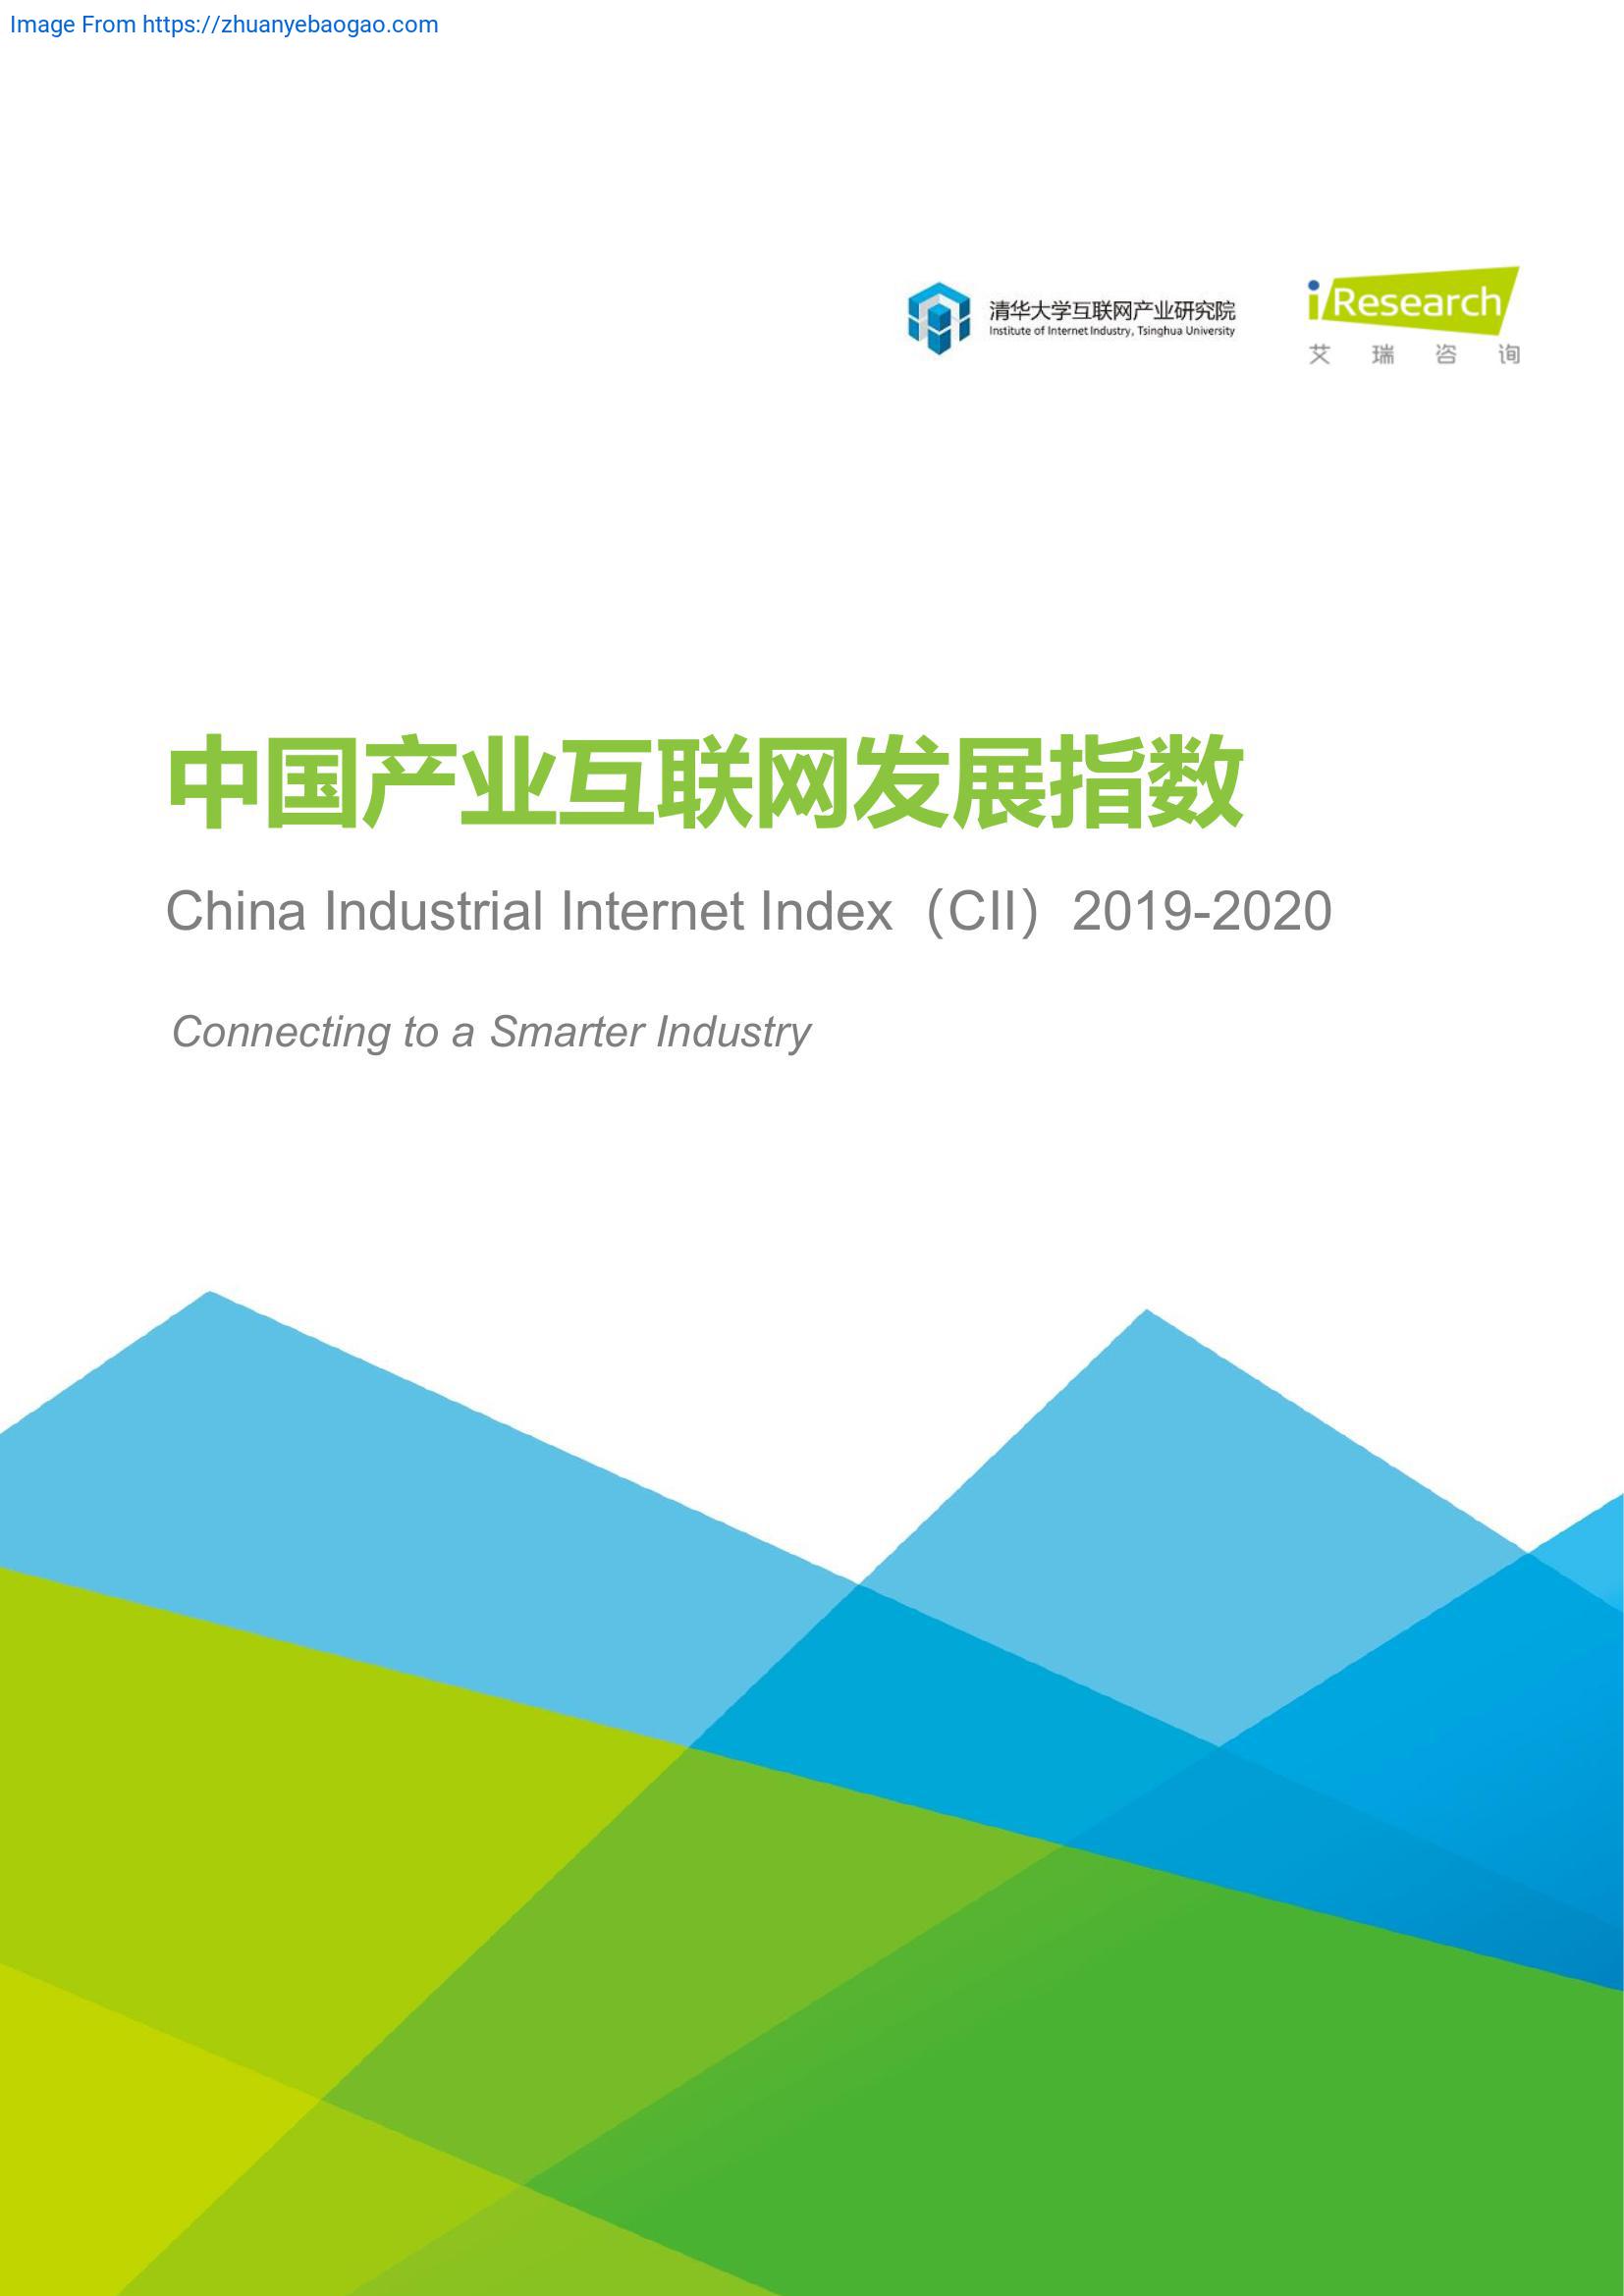 Image From https://zhuanyebaogao.com
清华大学互联网产业研究院
Institute of Internet Industry, Tsinghua University
iResearch
艾瑞咨询
中国产业互联网发展指数
China Industrial Internet Index（CII）2019-2020
Connecting to a Smarter Industry